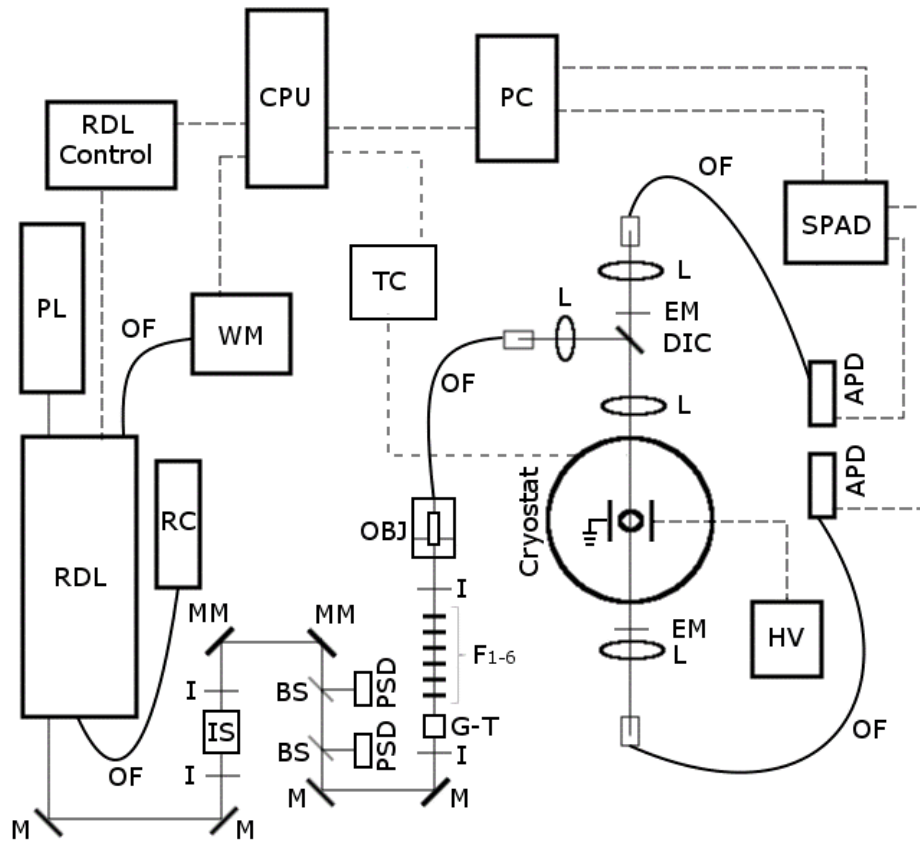 CPU
PC
RDL
Control
OF
SPAD
PL
TC
L
WM
OF
L
EM
DIC
OF
APD
L
APD
Cryostat
RC
OBJ
RDL
I
MM
MM
F1-6
EM
HV
L
I
BS
PSD
IS
G-T
OF
BS
PSD
I
I
OF
M
M
M
M